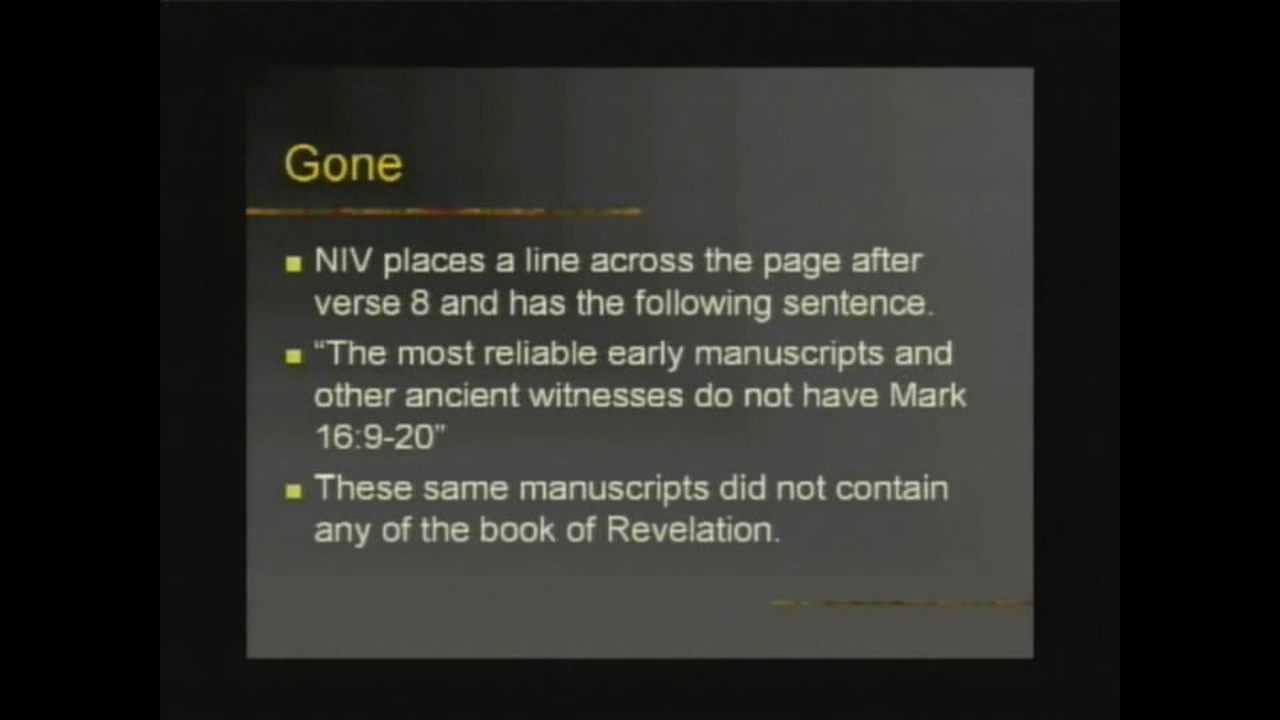 Gone
NIV places a line across the page after
verse 8 and has the following sentence.
“The most reliable early manuscripts and
other ancient witnesses do not have Mark
16:9-20”
These same manuscripts did not contain
any of the book of Revelation.